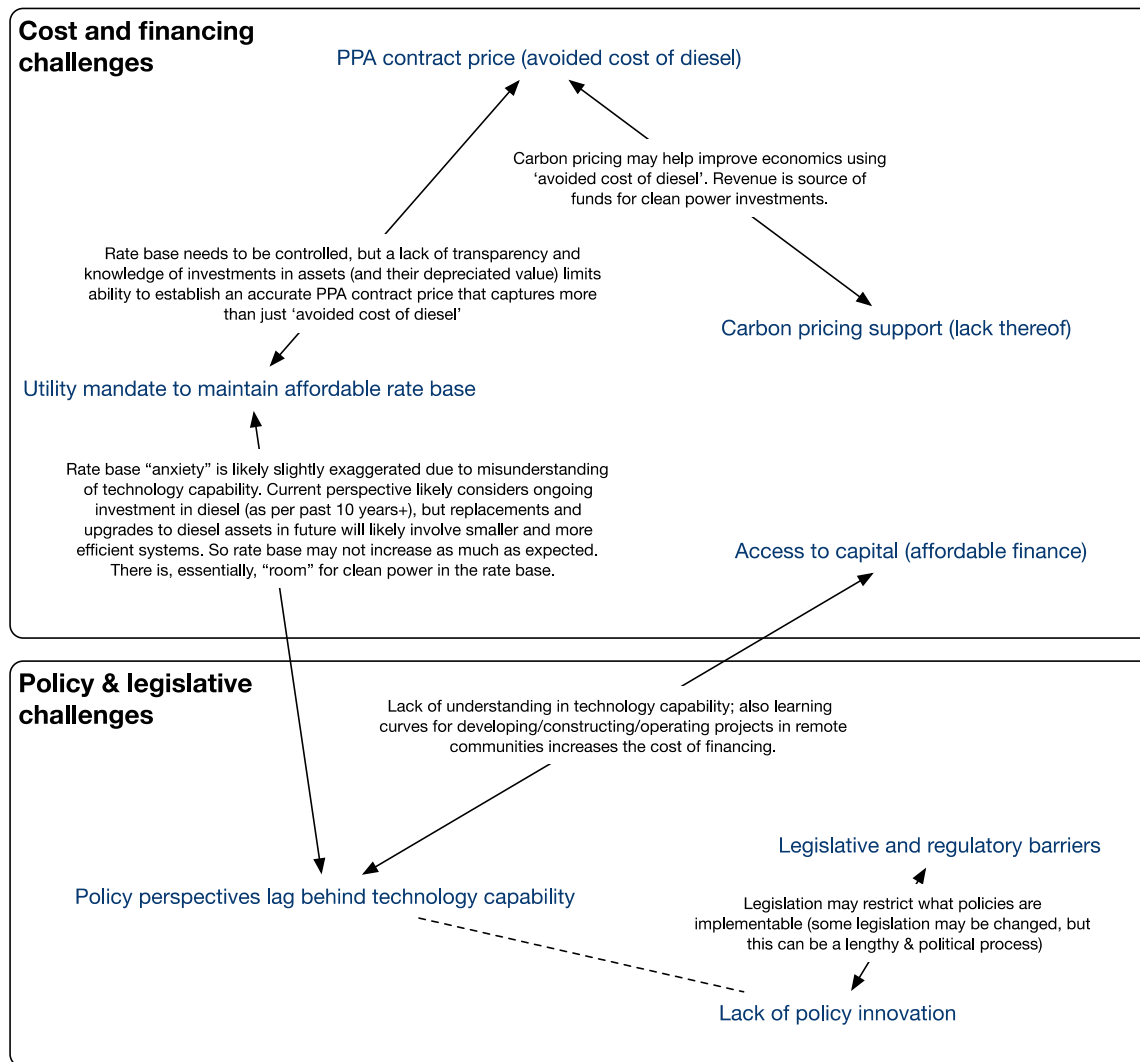 Cost and financing
challenges
PPA contract price (avoided cost of diesel)
Carbon pricing may help improve economics using
‘avoided cost of diesel’. Revenue is source of
funds for clean power investments.
Rate base needs to be controlled, but a lack of transparency and
knowledge of investments in assets (and their depreciated value) limits
ability to establish an accurate PPA contract price that captures more
than just ‘avoided cost of diesel’
Carbon pricing support (lack thereof)
Utility mandate to maintain affordable rate base
Rate base “anxiety” is likely slightly exaggerated due to misunderstanding
of technology capability. Current perspective likely considers ongoing
investment in diesel (as per past 10 years+), but replacements and
upgrades to diesel assets in future will likely involve smaller and more
efficient systems. So rate base may not increase as much as expected.
There is, essentially, “room” for clean power in the rate base.
Access to capital (affordable finance)
Policy & legislative
challenges
Lack of understanding in technology capability; also learning
curves for developing/constructing/operating projects in remote
communities increases the cost of financing.
Legislative and regulatory barriers
Policy perspectives lag behind technology capability
Legislation may restrict what policies are
implementable (some legislation may be changed, but
this can be a lengthy & political process)
Lack of policy innovation